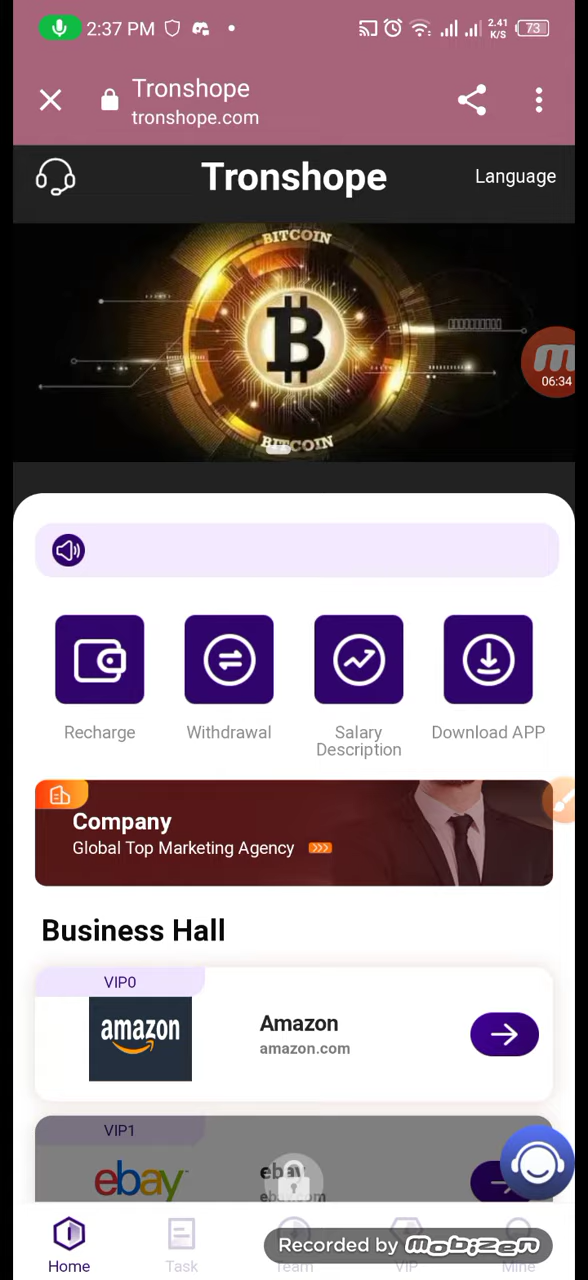 2:37 PM
2.41
K/S
73
Tronshope
tronshope.com
Tronshope
Language
BITCOIN
BITCOIN
06:34
Recharge
Withdrawal
Salary
Description
Download APP
Company
Global Top Marketing Agency
Business Hall
VIP0
amazon
Amazon
amazon.com
VIP1
ebay
ebay
ebay.com
Home
Task
Team
VIP
Mine
Recorded by mobizen